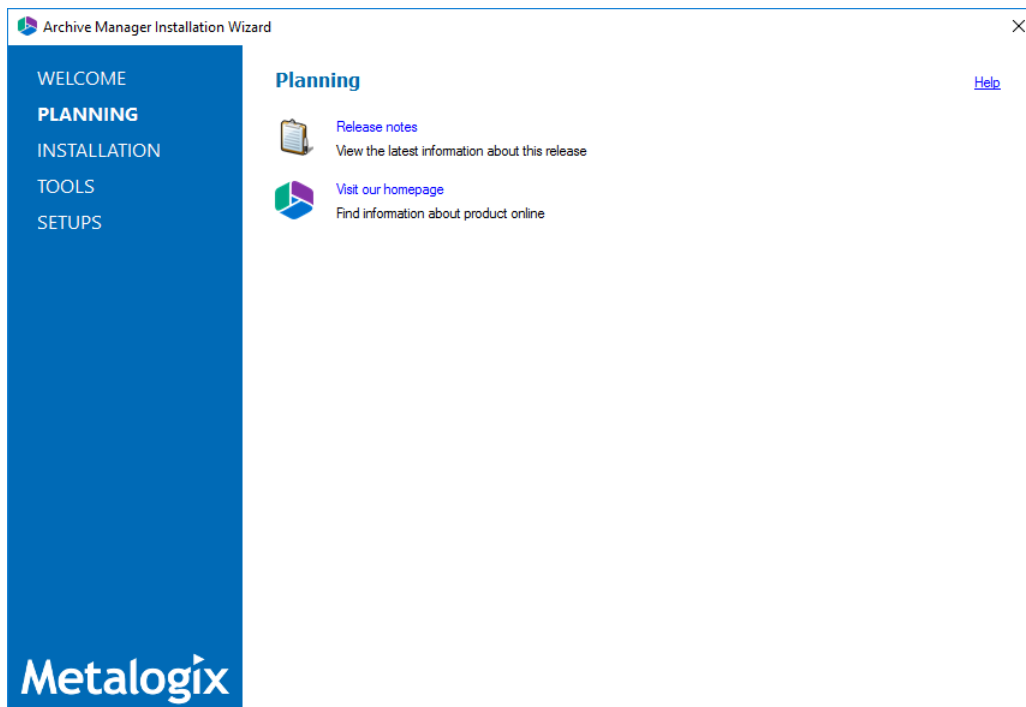 Archive Manager Installation Wizard
WELCOME
PLANNING
INSTALLATION
TOOLS
SETUPS
Metalogix
Planning
Help
Release notes
View the latest information about this release
Visit our homepage
Find information about product online